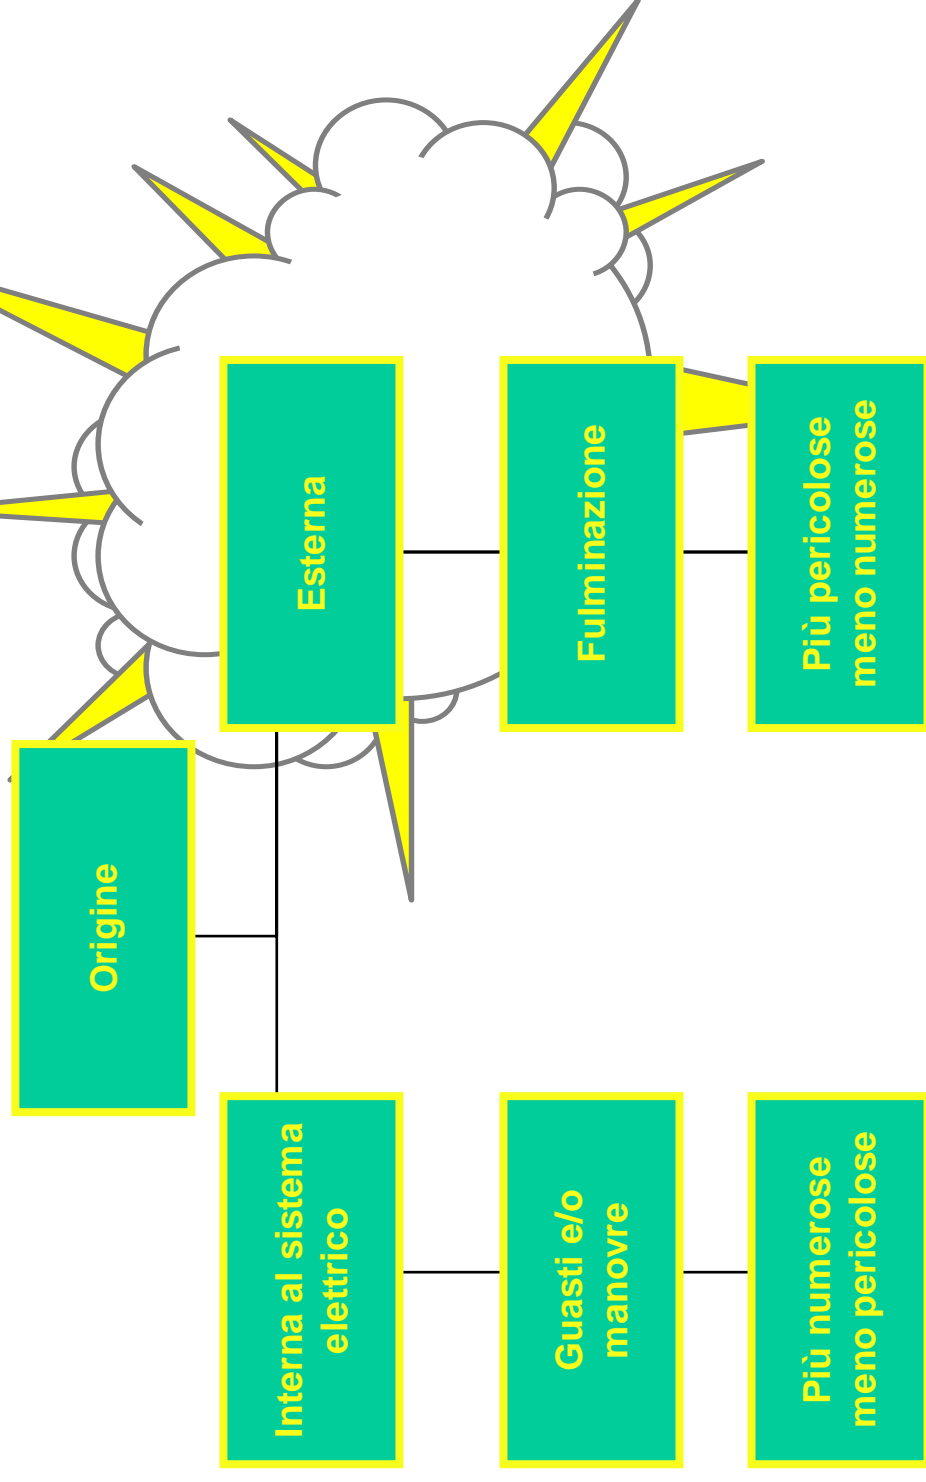 Origine
Interna al sistema
elettrico
Esterna
Guasti e/o
manovre
Fulminazione
Più numerose
meno pericolose
Più pericolose
meno numerose